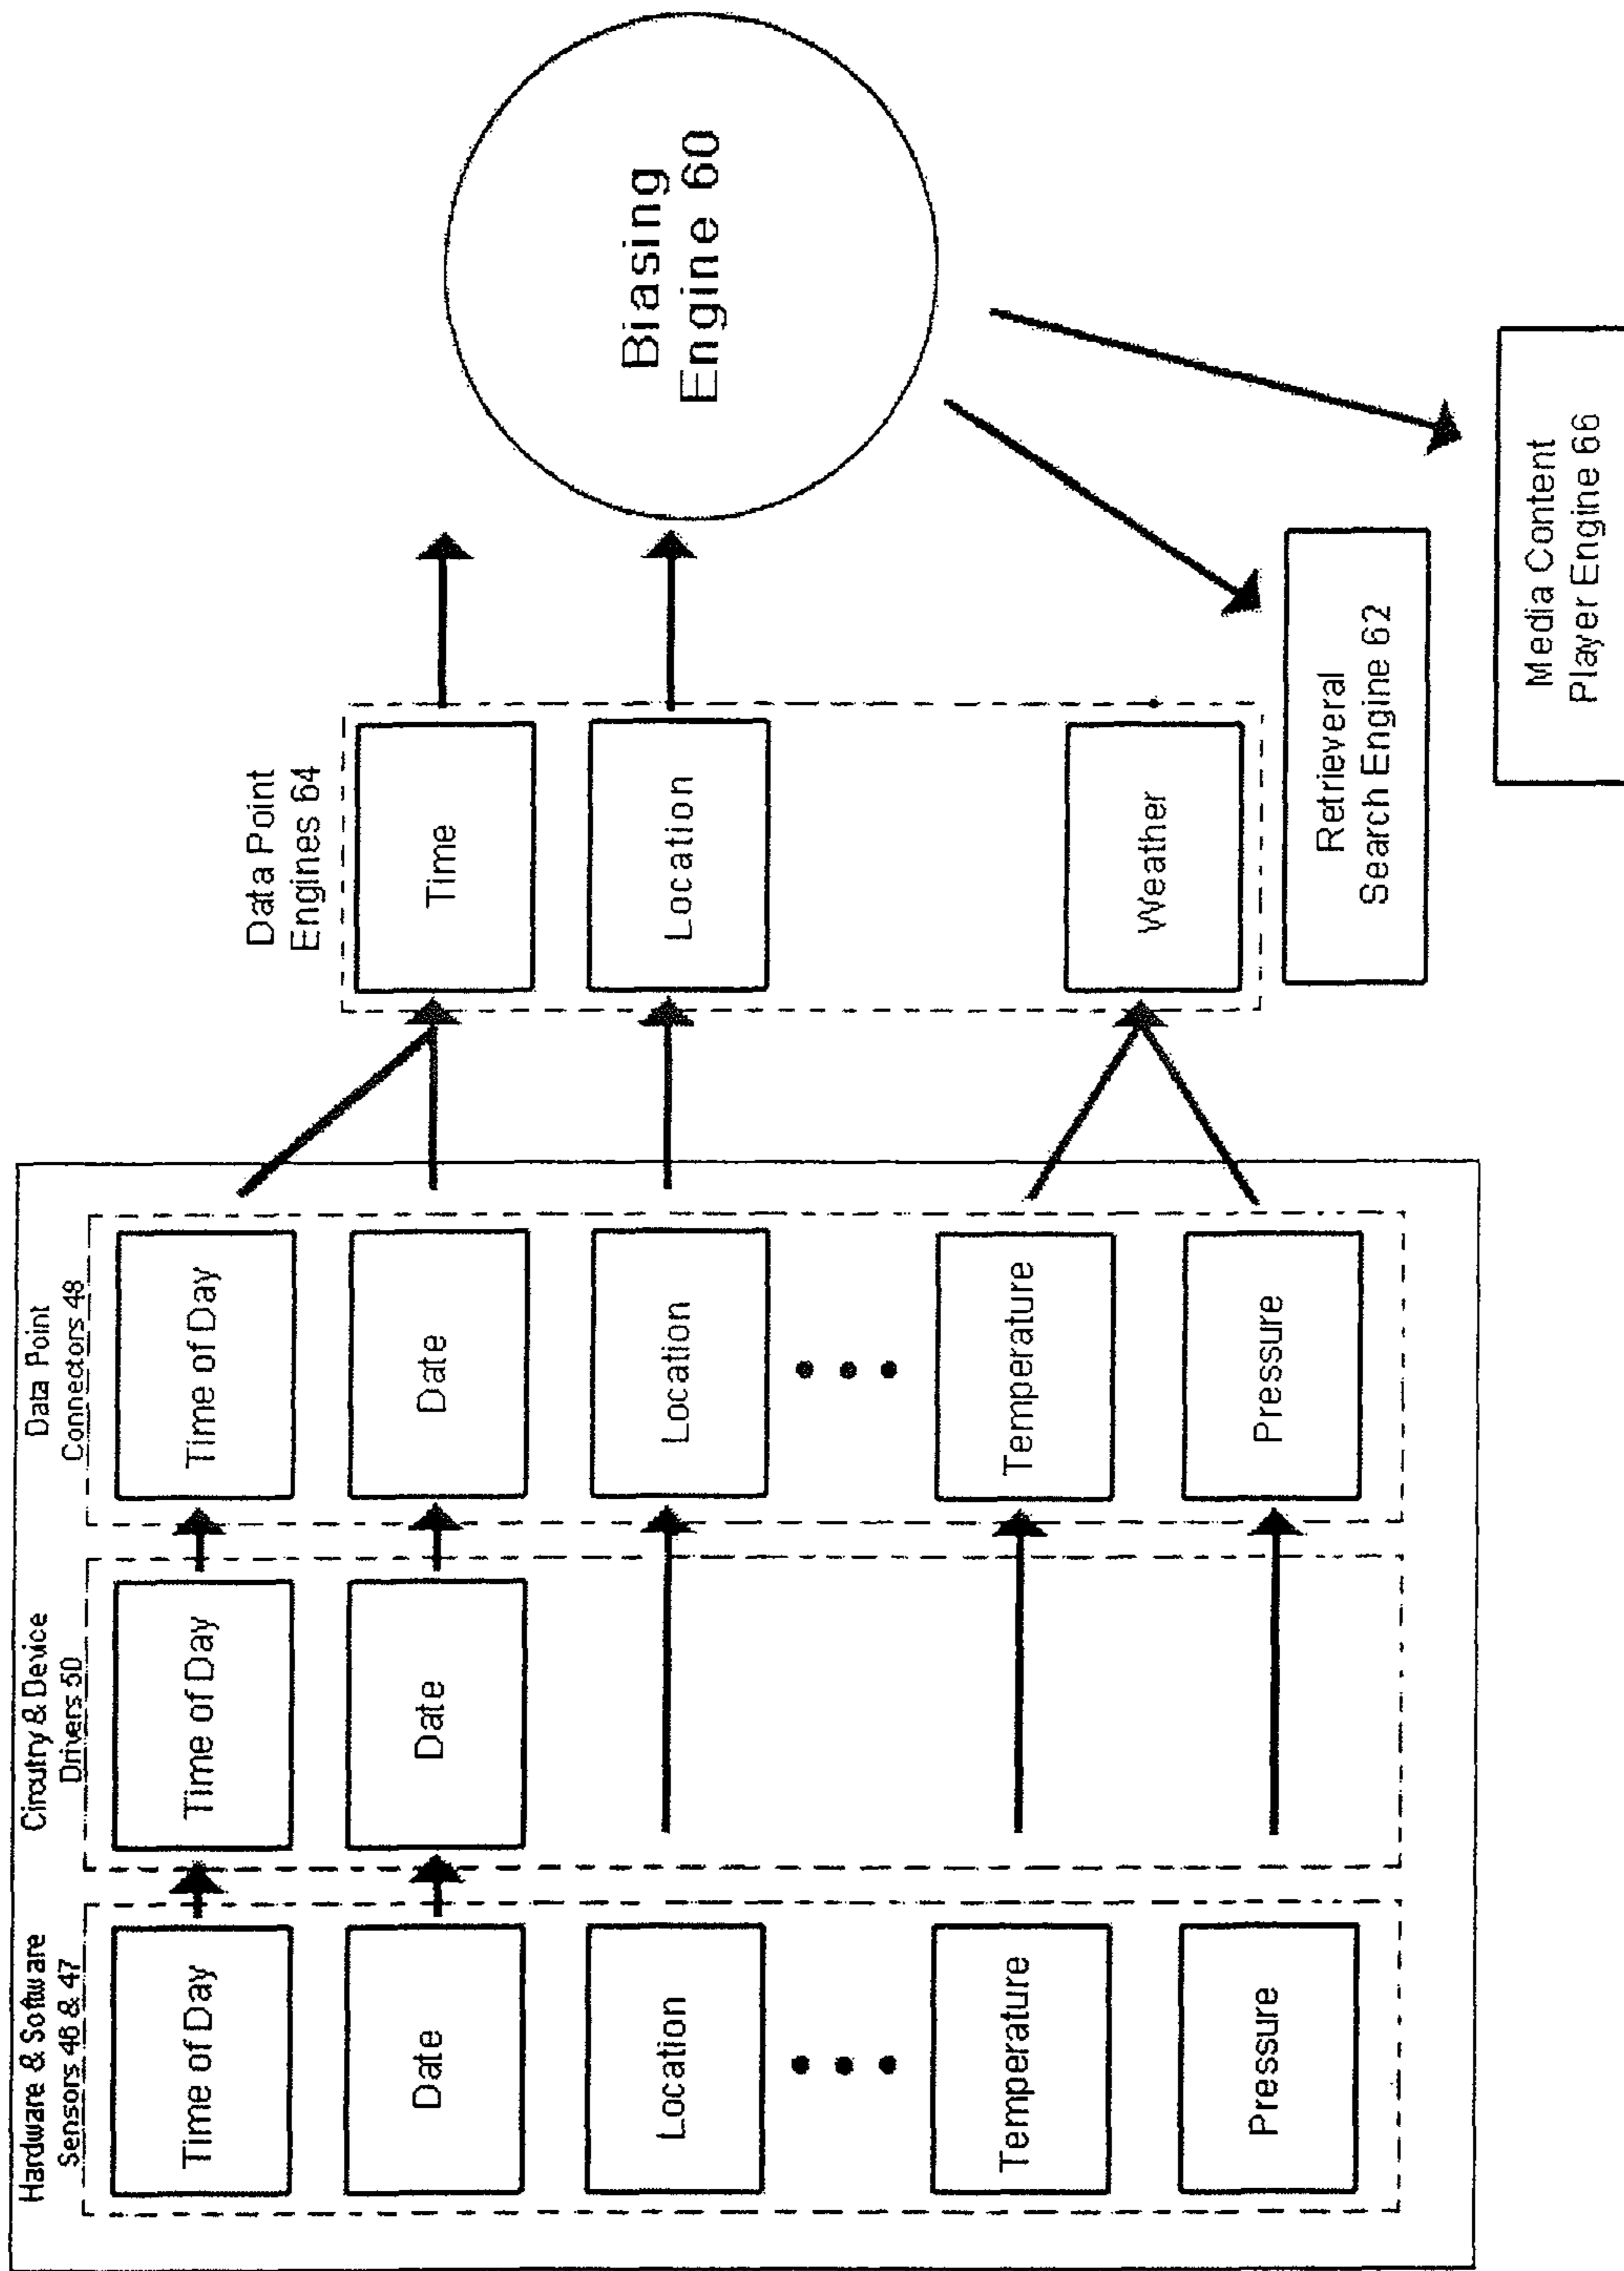 Hardware & Software
Sensors 46 & 47
Time of Day
Date
Location
Temperature
Pressure
Circuitry & Device
Drivers 50
Time of Day
Date
Data Point
Connectors 48
Time of Day
Date
Location
Temperature
Pressure
Data Point
Engines 64
Time
Location
Weather
Biasing
Engine 60
Retrieveral
Search Engine 62
Media Content
Player Engine 66